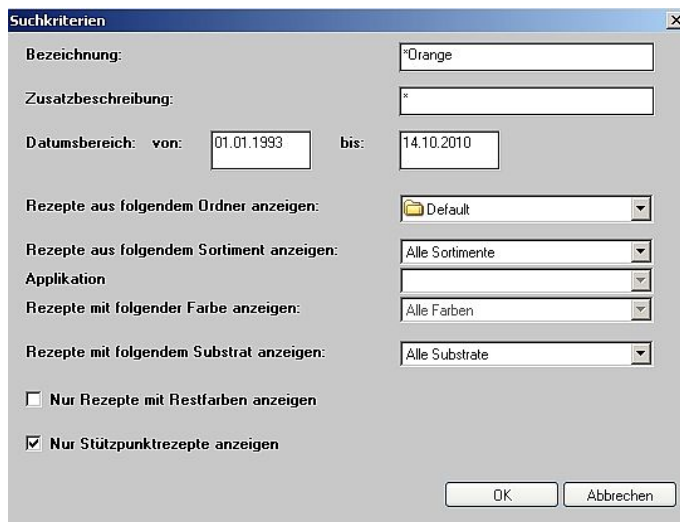 Suchkriterien
Bezeichnung: *Orange
Zusatzbeschreibung: *
Datumsbereich: von: 01.01.1993 bis: 14.10.2010
Rezepte aus folgendem Ordner anzeigen: Default
Rezepte aus folgendem Sortiment anzeigen: Alle Sortimente
Applikation
Rezepte mit folgender Farbe anzeigen: Alle Farben
Rezepte mit folgendem Substrat anzeigen: Alle Substrate
Nur Rezepte mit Restfarben anzeigen
Nur Stützpunktrezepte anzeigen
OK Abbrechen